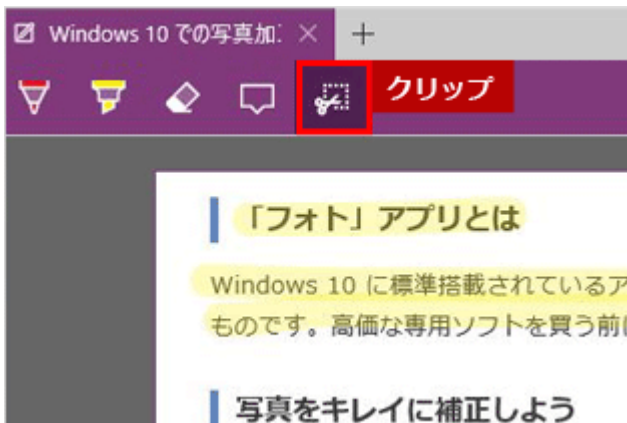 Windows 10 での写真加
クリップ
「フォト」アプリとは
Windows 10 に標準搭載されているア
ものです。高価な専用ソフトを買う前
写真をキレイに補正しよう